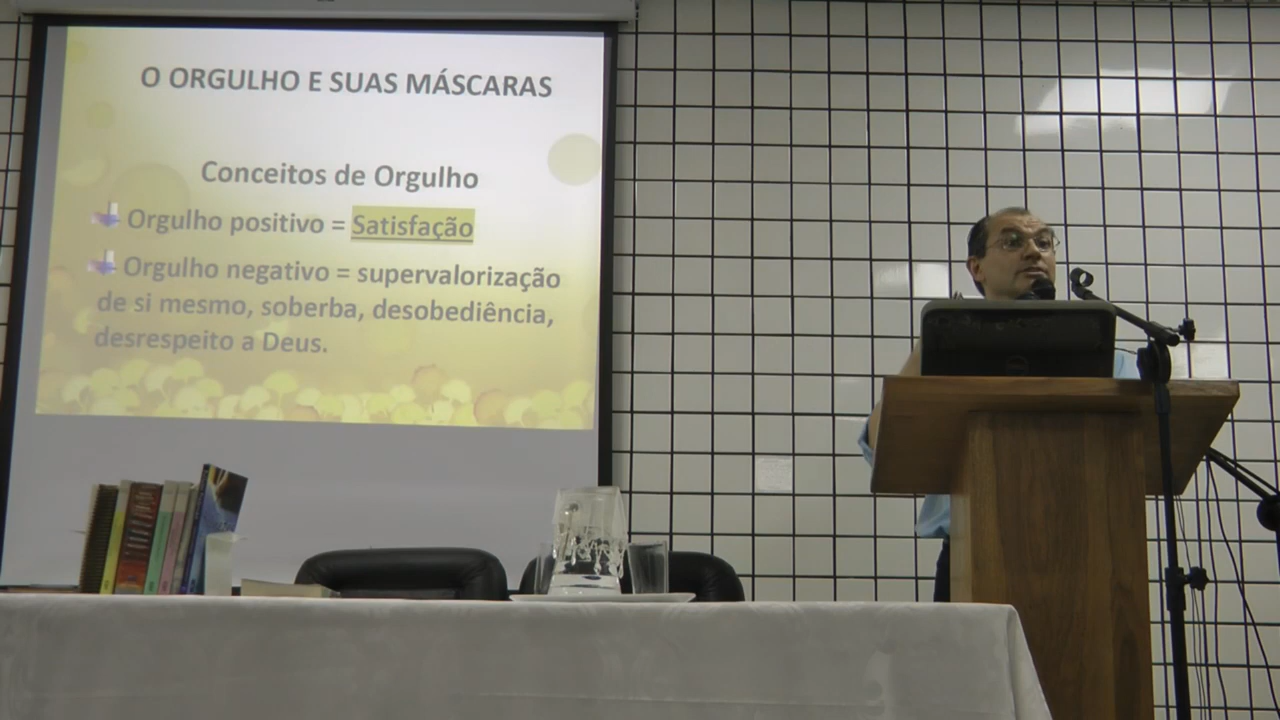 O ORGULHO E SUAS MÁSCARAS
Conceitos de Orgulho
Orgulho positivo = Satisfação
Orgulho negativo = supervalorização
de si mesmo, soberba, desobediência,
desrespeito a Deus.